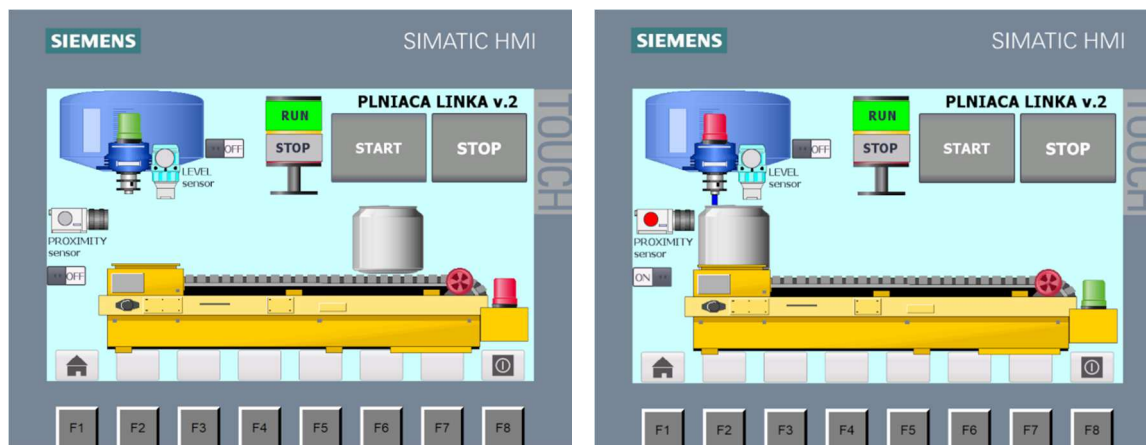 SIEMENS
SIMATIC HMI
TOUCH
PLNIACA LINKA v.2
RUN
STOP
START
STOP
OFF
LEVEL
sensor
PROXIMITY
sensor
OFF
F1 F2 F3 F4 F5 F6 F7 F8
SIEMENS
SIMATIC HMI
TOUCH
PLNIACA LINKA v.2
RUN
STOP
START
STOP
OFF
LEVEL
sensor
PROXIMITY
sensor
ON
F1 F2 F3 F4 F5 F6 F7 F8